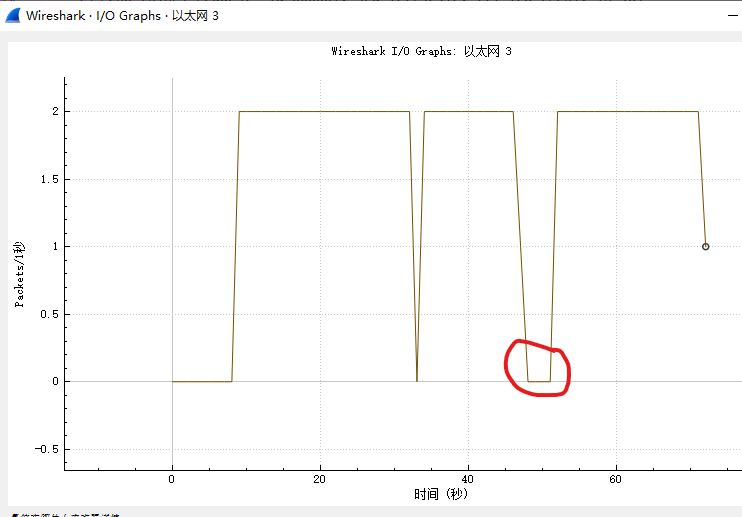 Wireshark · I/O Graphs · 以太网 3
Wireshark I/O Graphs: 以太网 3
2
1.5
1
0.5
0
-0.5
Packets/1秒
0 20 40 60
时间 (秒)